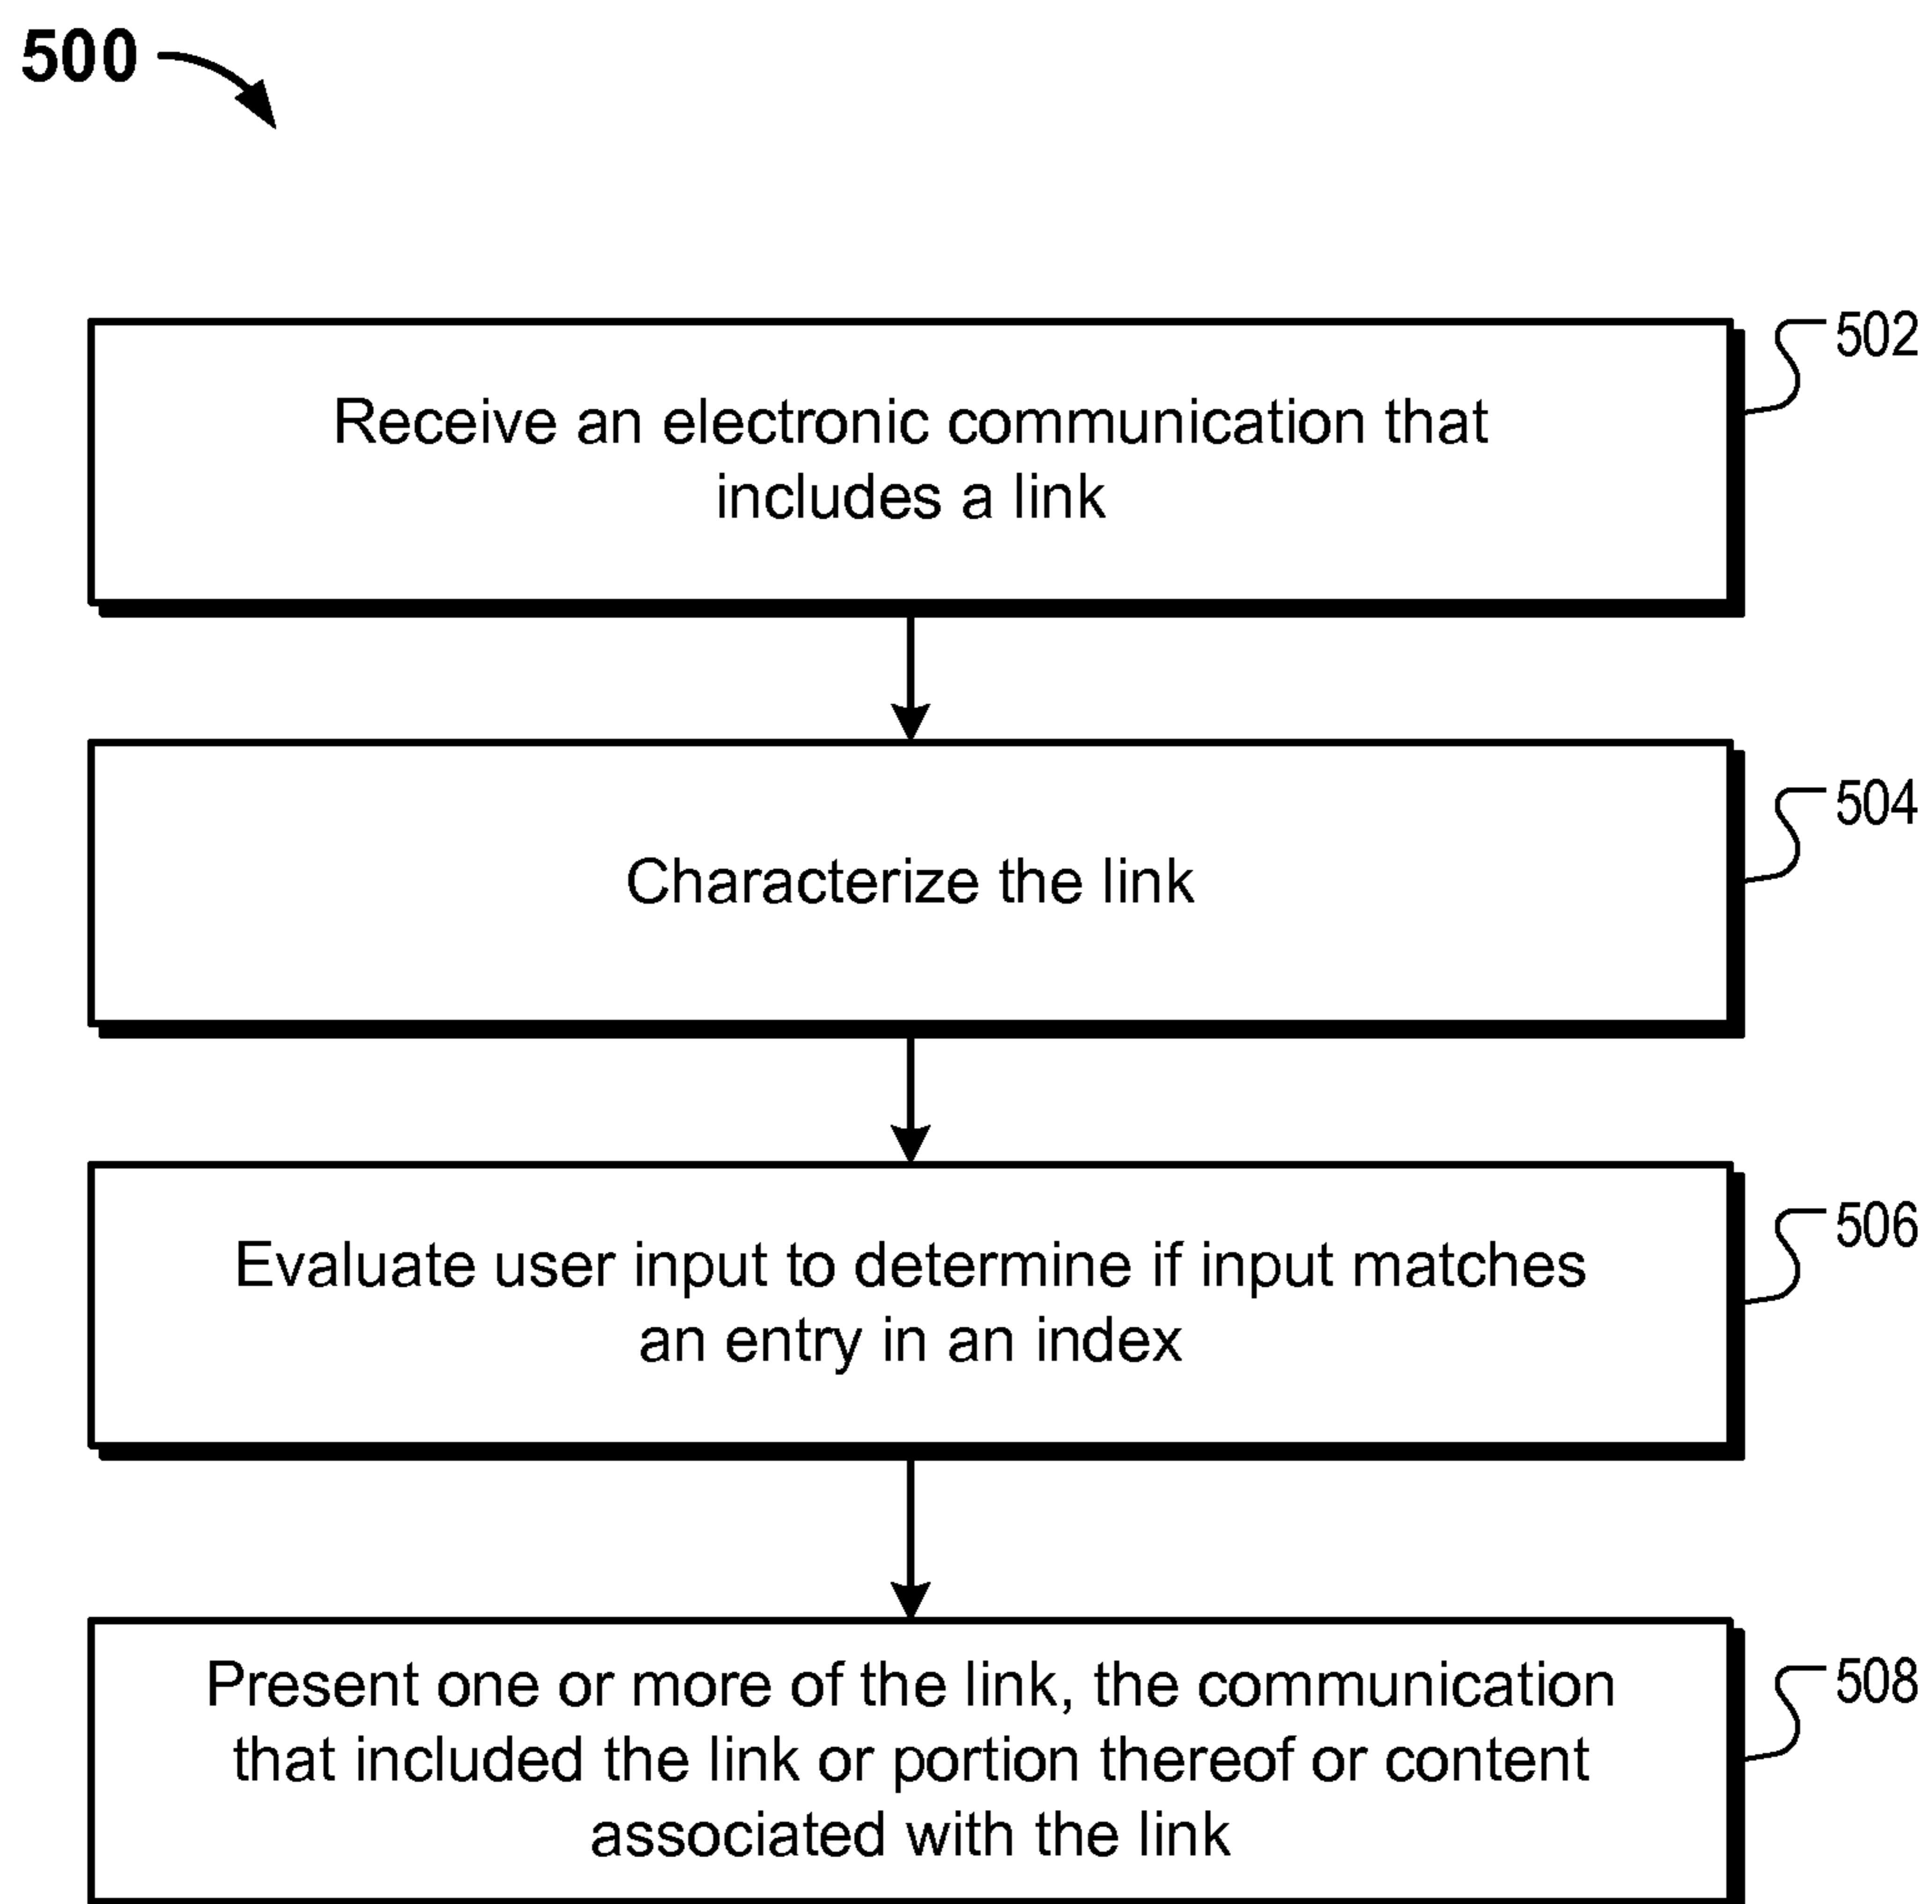 500
502
Receive an electronic communication that
includes a link
504
Characterize the link
506
Evaluate user input to determine if input matches
an entry in an index
508
Present one or more of the link, the communication
that included the link or portion thereof or content
associated with the link